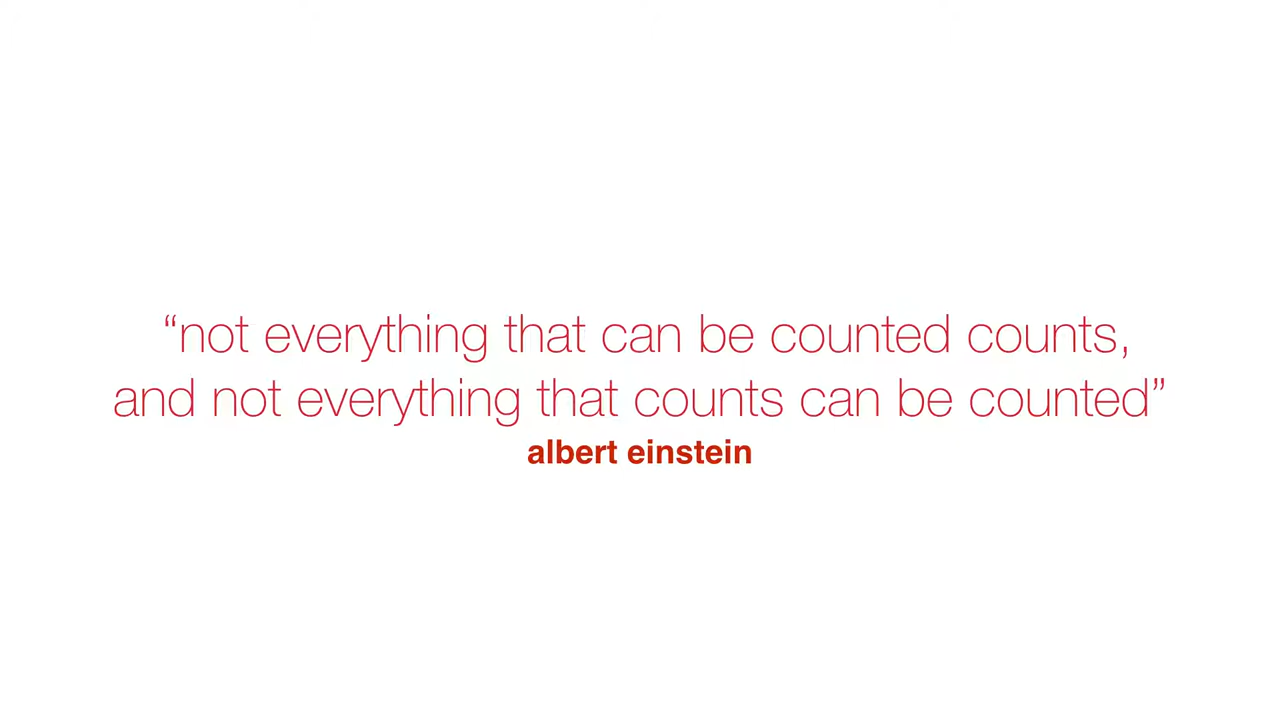 “not everything that can be counted counts,
and not everything that counts can be counted”
albert einstein